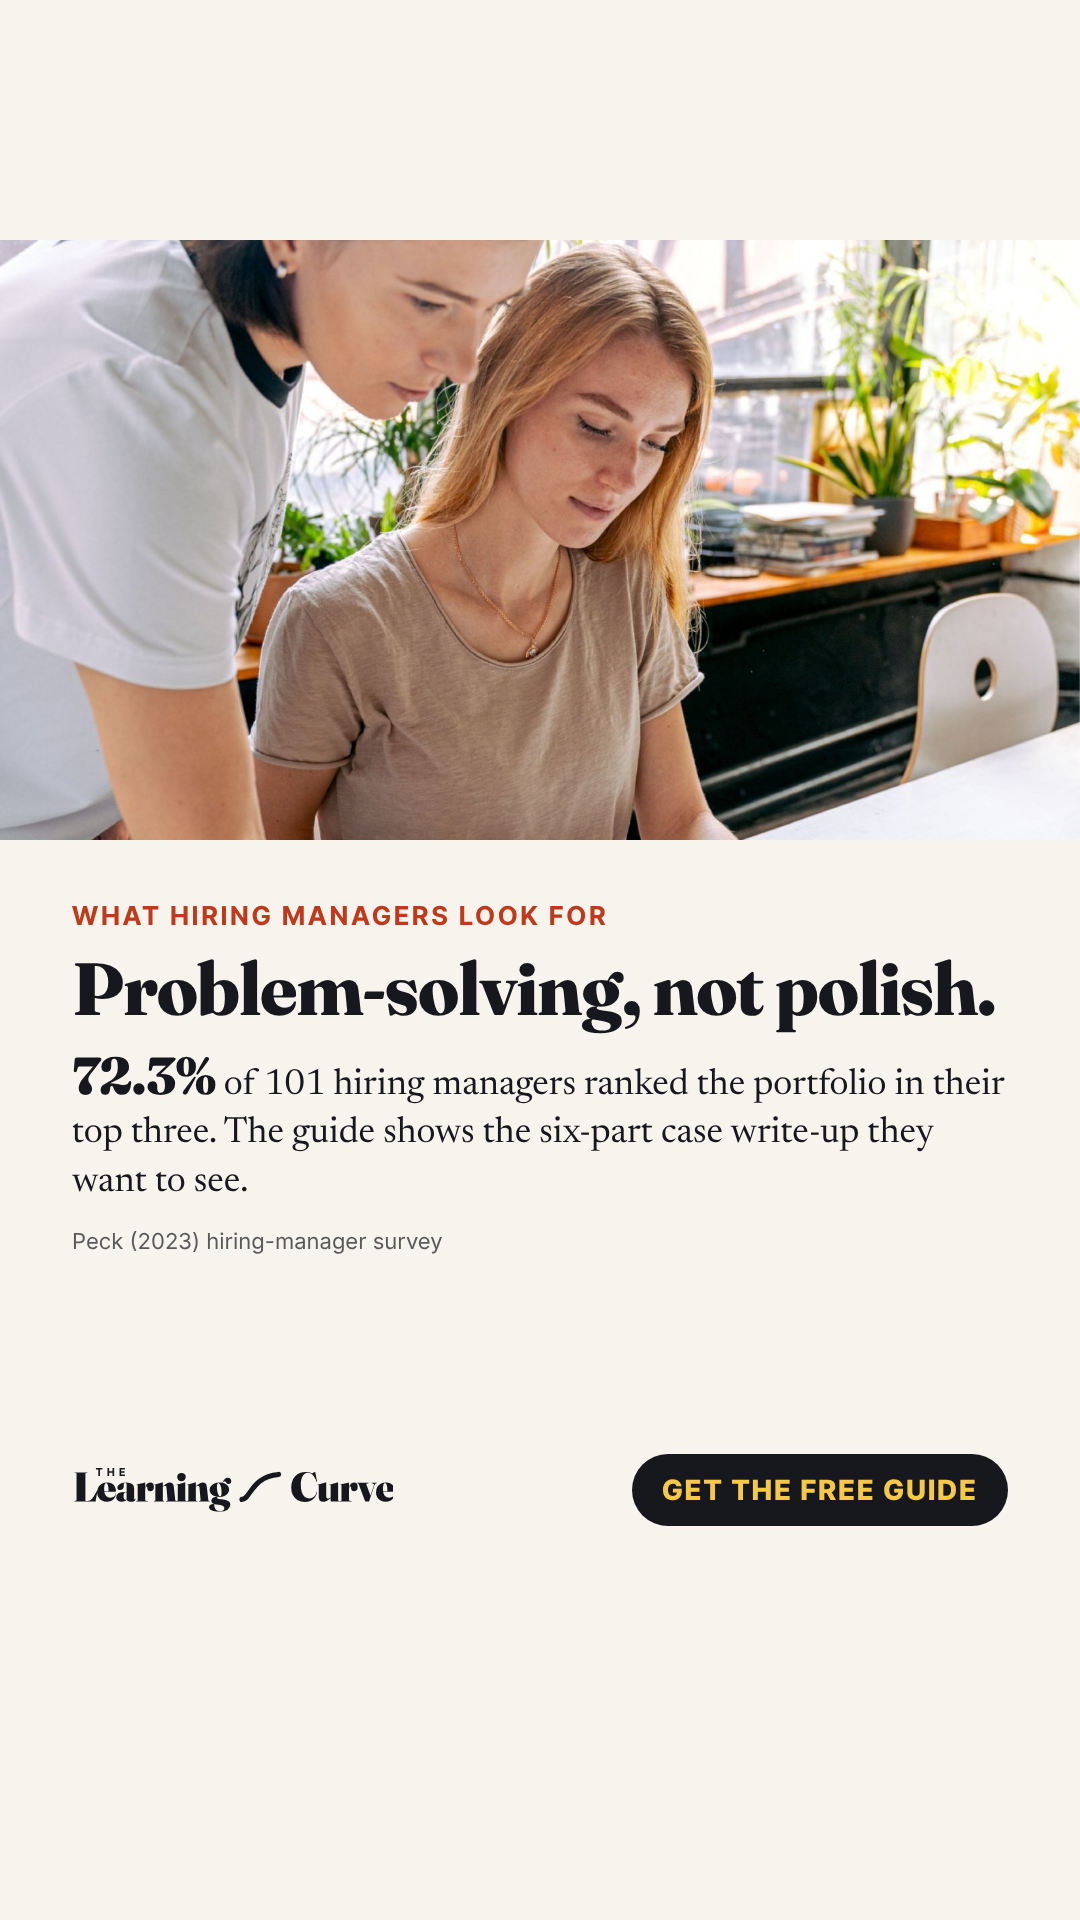 WHAT HIRING MANAGERS LOOK FOR
Problem-solving, not polish.
72.3% of 101 hiring managers ranked the portfolio in their
top three. The guide shows the six-part case write-up they
want to see.
Peck (2023) hiring-manager survey
THE
Learning Curve
GET THE FREE GUIDE